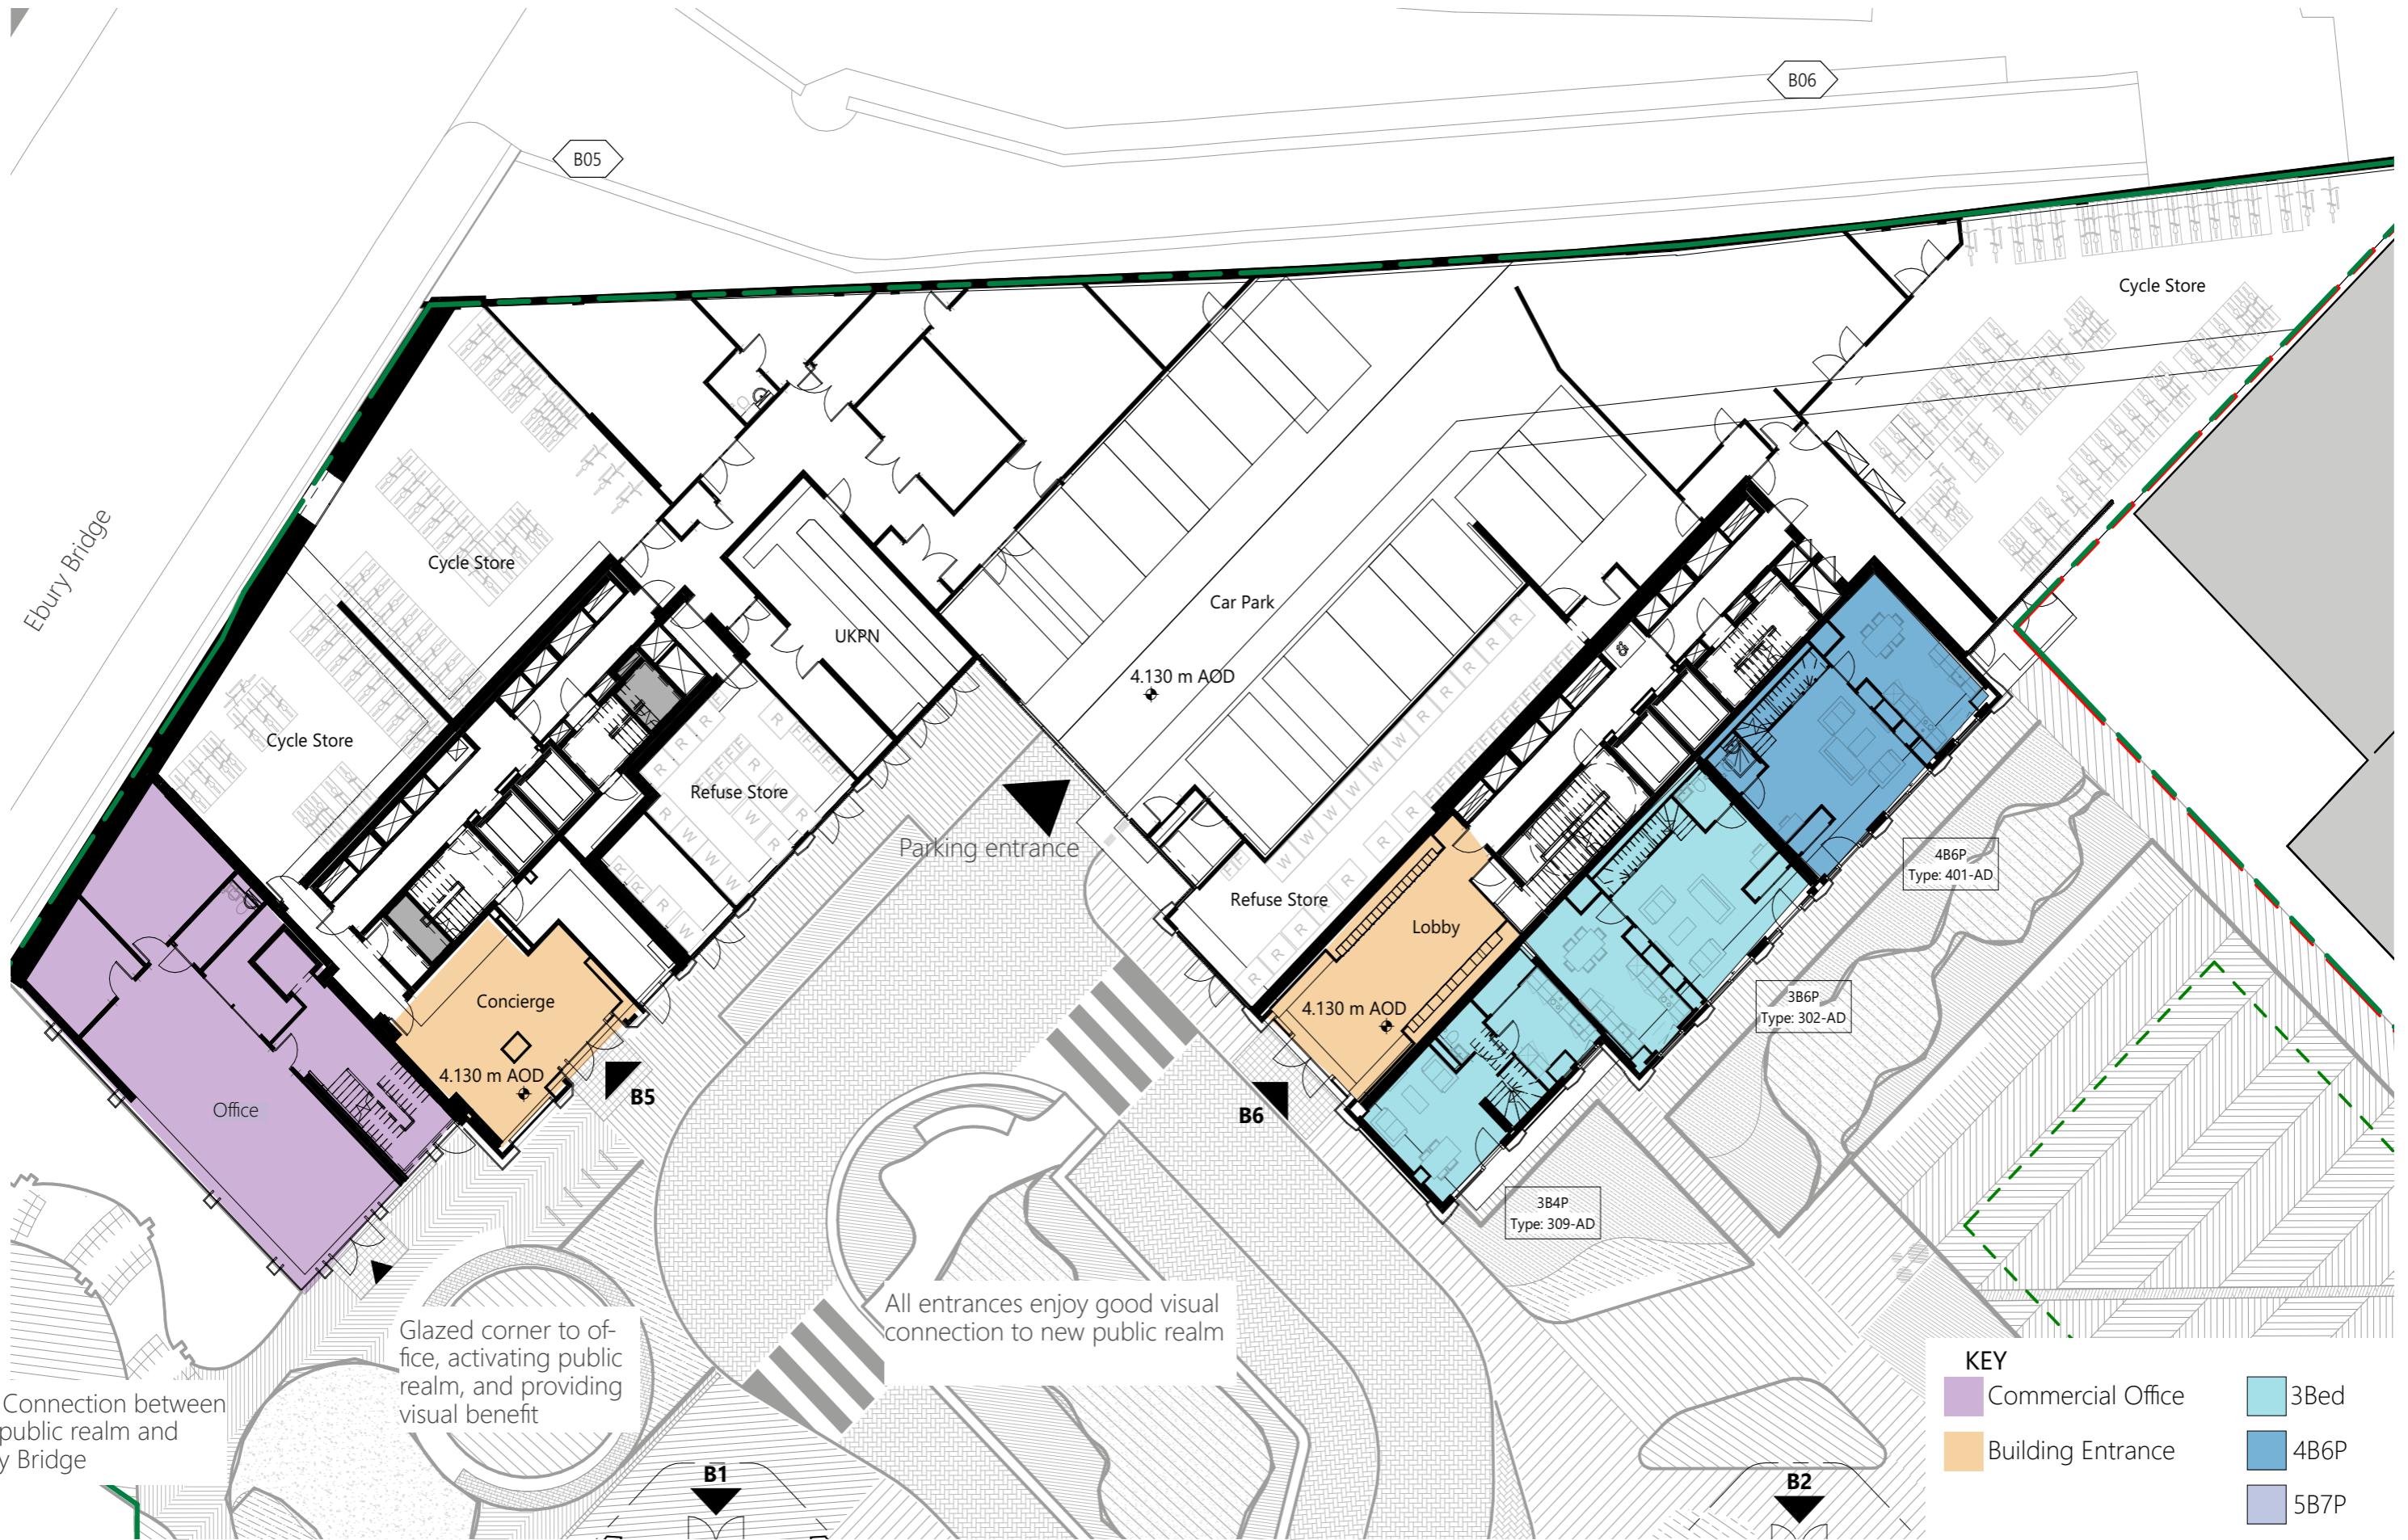 B06
B05
Cycle Store
Ebury Bridge
Cycle Store
Car Park
UKPN
4.130 m AOD
Cycle Store
Refuse Store
Parking entrance
4B6P
Type: 401-AD
Refuse Store
Lobby
Concierge
3B6P
Type: 302-AD
4.130 m AOD
4.130 m AOD
B5
Office
B6
3B4P
Type: 309-AD
All entrances enjoy good visual
connection to new public realm
Glazed corner to of-
fice, activating public
realm, and providing
visual benefit
Connection between
public realm and
y Bridge
B1
B2
KEY
Commercial Office
Building Entrance
3Bed
4B6P
5B7P